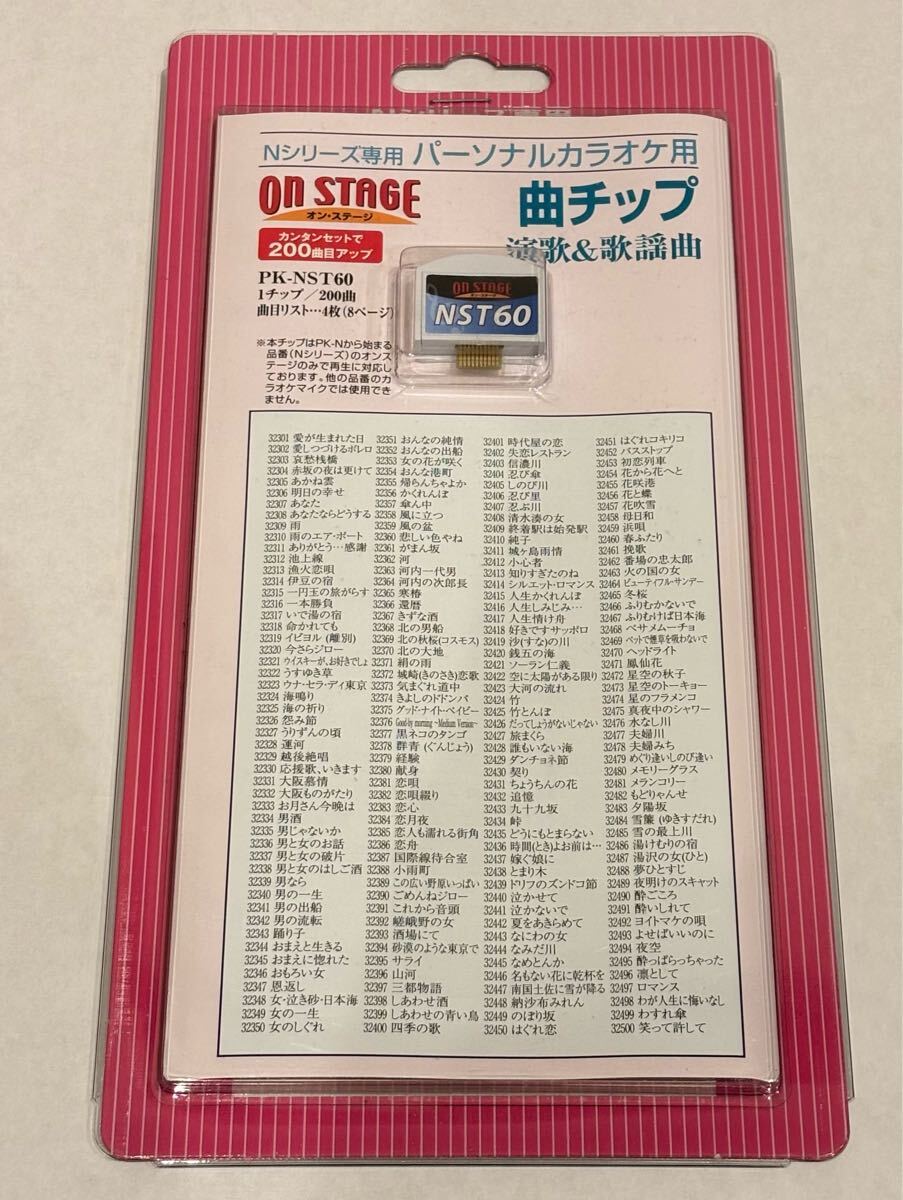 Nシリーズ専用 パーソナルカラオケ用
ON STAGE
オン・ステージ
カンタンセットで
200曲目アップ
曲チップ
演歌&歌謡曲
PK-NST60
1チップ／200曲
曲目リスト…4枚(8ページ)
※本チップはPK-Nから始まる
品番(Nシリーズ)のオンス
テージのみで再生に対応し
ております。他の品番のカ
ラオケマイクでは使用でき
ません。
ON STAGE
NST60
32301 愛が生まれた日
32302 愛しつづけるボレロ
32303 哀愁桟橋
32304 赤坂の夜は更けて
32305 あかね雲
32306 明日の幸せ
32307 あなた
32308 あなたならどうする
32309 雨
32310 雨のエア・ポート
32311 ありがとう…感謝
32312 池上線
32313 漁火恋唄
32314 伊豆の宿
32315 一円玉の旅がらす
32316 一本勝負
32317 いで湯の宿
32318 命かれても
32319 イビョル (離別)
32320 今さらジロー
32321 ウイスキーが、お好きでしょ
32322 うすゆき草
32323 ウナ・セラ・ディ東京
32324 海鳴り
32325 海の祈り
32326 怨み節
32327 うりずんの頃
32328 運河
32329 越後絶唱
32330 応援歌、いきます
32331 大阪慕情
32332 大阪ものがたり
32333 お月さん今晩は
32334 男酒
32335 男じゃないか
32336 男と女のお話
32337 男と女の破片
32338 男と女のはしご酒
32339 男なら
32340 男の一生
32341 男の出船
32342 男の流転
32343 踊り子
32344 おまえと生きる
32345 おまえに惚れた
32346 おもろい女
32347 恩返し
32348 女・泣き砂・日本海
32349 女の一生
32350 女のしぐれ
32351 おんなの純情
32352 おんなの出船
32353 女の花が咲く
32354 おんな港町
32355 帰らんちゃよか
32356 かくれんぼ
32357 傘ん中
32358 風に立つ
32359 風の盆
32360 悲しい色やね
32361 がまん坂
32362 河
32363 河内一代男
32364 河内の次郎長
32365 寒椿
32366 還暦
32367 きずな酒
32368 北の男船
32369 北の秋桜(コスモス)
32370 北の大地
32371 絹の雨
32372 城崎(きのさき)恋歌
32373 気まぐれ道中
32374 きよしのドドンパ
32375 グッド・ナイト・ベイビー
32376 Good-by morning ~Medium Version~
32377 黒ネコのタンゴ
32378 群青 (ぐんじょう)
32379 経験
32380 献身
32381 恋唄
32382 恋唄綴り
32383 恋心
32384 恋月夜
32385 恋人も濡れる街角
32386 恋舟
32387 国際線待合室
32388 小雨町
32389 この広い野原いっぱい
32390 ごめんねジロー
32391 これから音頭
32392 嵯峨野の女
32393 酒場にて
32394 砂漠のような東京で
32395 サライ
32396 山河
32397 三都物語
32398 しあわせ酒
32399 しあわせの青い鳥
32400 四季の歌
32401 時代屋の恋
32402 失恋レストラン
32403 信濃川
32404 忍び傘
32405 しのび川
32406 忍び里
32407 忍ぶ川
32408 清水湊の女
32409 終着駅は始発駅
32410 純子
32411 城ヶ島雨情
32412 小心者
32413 知りすぎたのね
32414 シルエット・ロマンス
32415 人生かくれんぼ
32416 人生しみじみ…
32417 人生情け舟
32418 好きですサッポロ
32419 沙(すな)の川
32420 銭五の海
32421 ソーラン仁義
32422 空に太陽がある限り
32423 大河の流れ
32424 竹
32425 竹とんぼ
32426 だってしょうがないじゃない
32427 旅まくら
32428 誰もいない海
32429 ダンチョネ節
32430 契り
32431 ちょうちんの花
32432 追憶
32433 九十九坂
32434 峠
32435 どうにもとまらない
32436 時間(とき)よお前は…
32437 嫁ぐ娘に
32438 とまり木
32439 ドリフのズンドコ節
32440 泣かせて
32441 泣かないで
32442 夏をあきらめて
32443 なにわの女
32444 なみだ川
32445 なめとんか
32446 名もない花に乾杯を
32447 南国土佐に雪が降る
32448 納沙布みれん
32449 のぼり坂
32450 はぐれ恋
32451 はぐれコキリコ
32452 バスストップ
32453 初恋列車
32454 花から花へと
32455 花咲港
32456 花と蝶
32457 花吹雪
32458 母日和
32459 浜唄
32460 春ふたり
32461 挽歌
32462 番場の忠太郎
32463 火の国の女
32464 ビューティフル・サンデー
32465 冬桜
32466 ふりむかないで
32467 ふりむけば日本海
32468 ベサメムーチョ
32469 ベットで煙草を吸わないで
32470 ヘッドライト
32471 鳳仙花
32472 星空の秋子
32473 星空のトーキョー
32474 星のフラメンコ
32475 真夜中のシャワー
32476 水なし川
32477 夫婦川
32478 夫婦みち
32479 めぐり逢いしのび逢い
32480 メモリーグラス
32481 メランコリー
32482 もどりゃんせ
32483 夕陽坂
32484 雪簾 (ゆきすだれ)
32485 雪の最上川
32486 湯けむりの宿
32487 湯沢の女(ひと)
32488 夢ひとすじ
32489 夜明けのスキャット
32490 酔ごころ
32491 酔いしれて
32492 ヨイトマケの唄
32493 よせばいいのに
32494 夜空
32495 酔っぱらっちゃった
32496 凛として
32497 ロマンス
32498 わが人生に悔いなし
32499 わすれ傘
32500 笑って許して